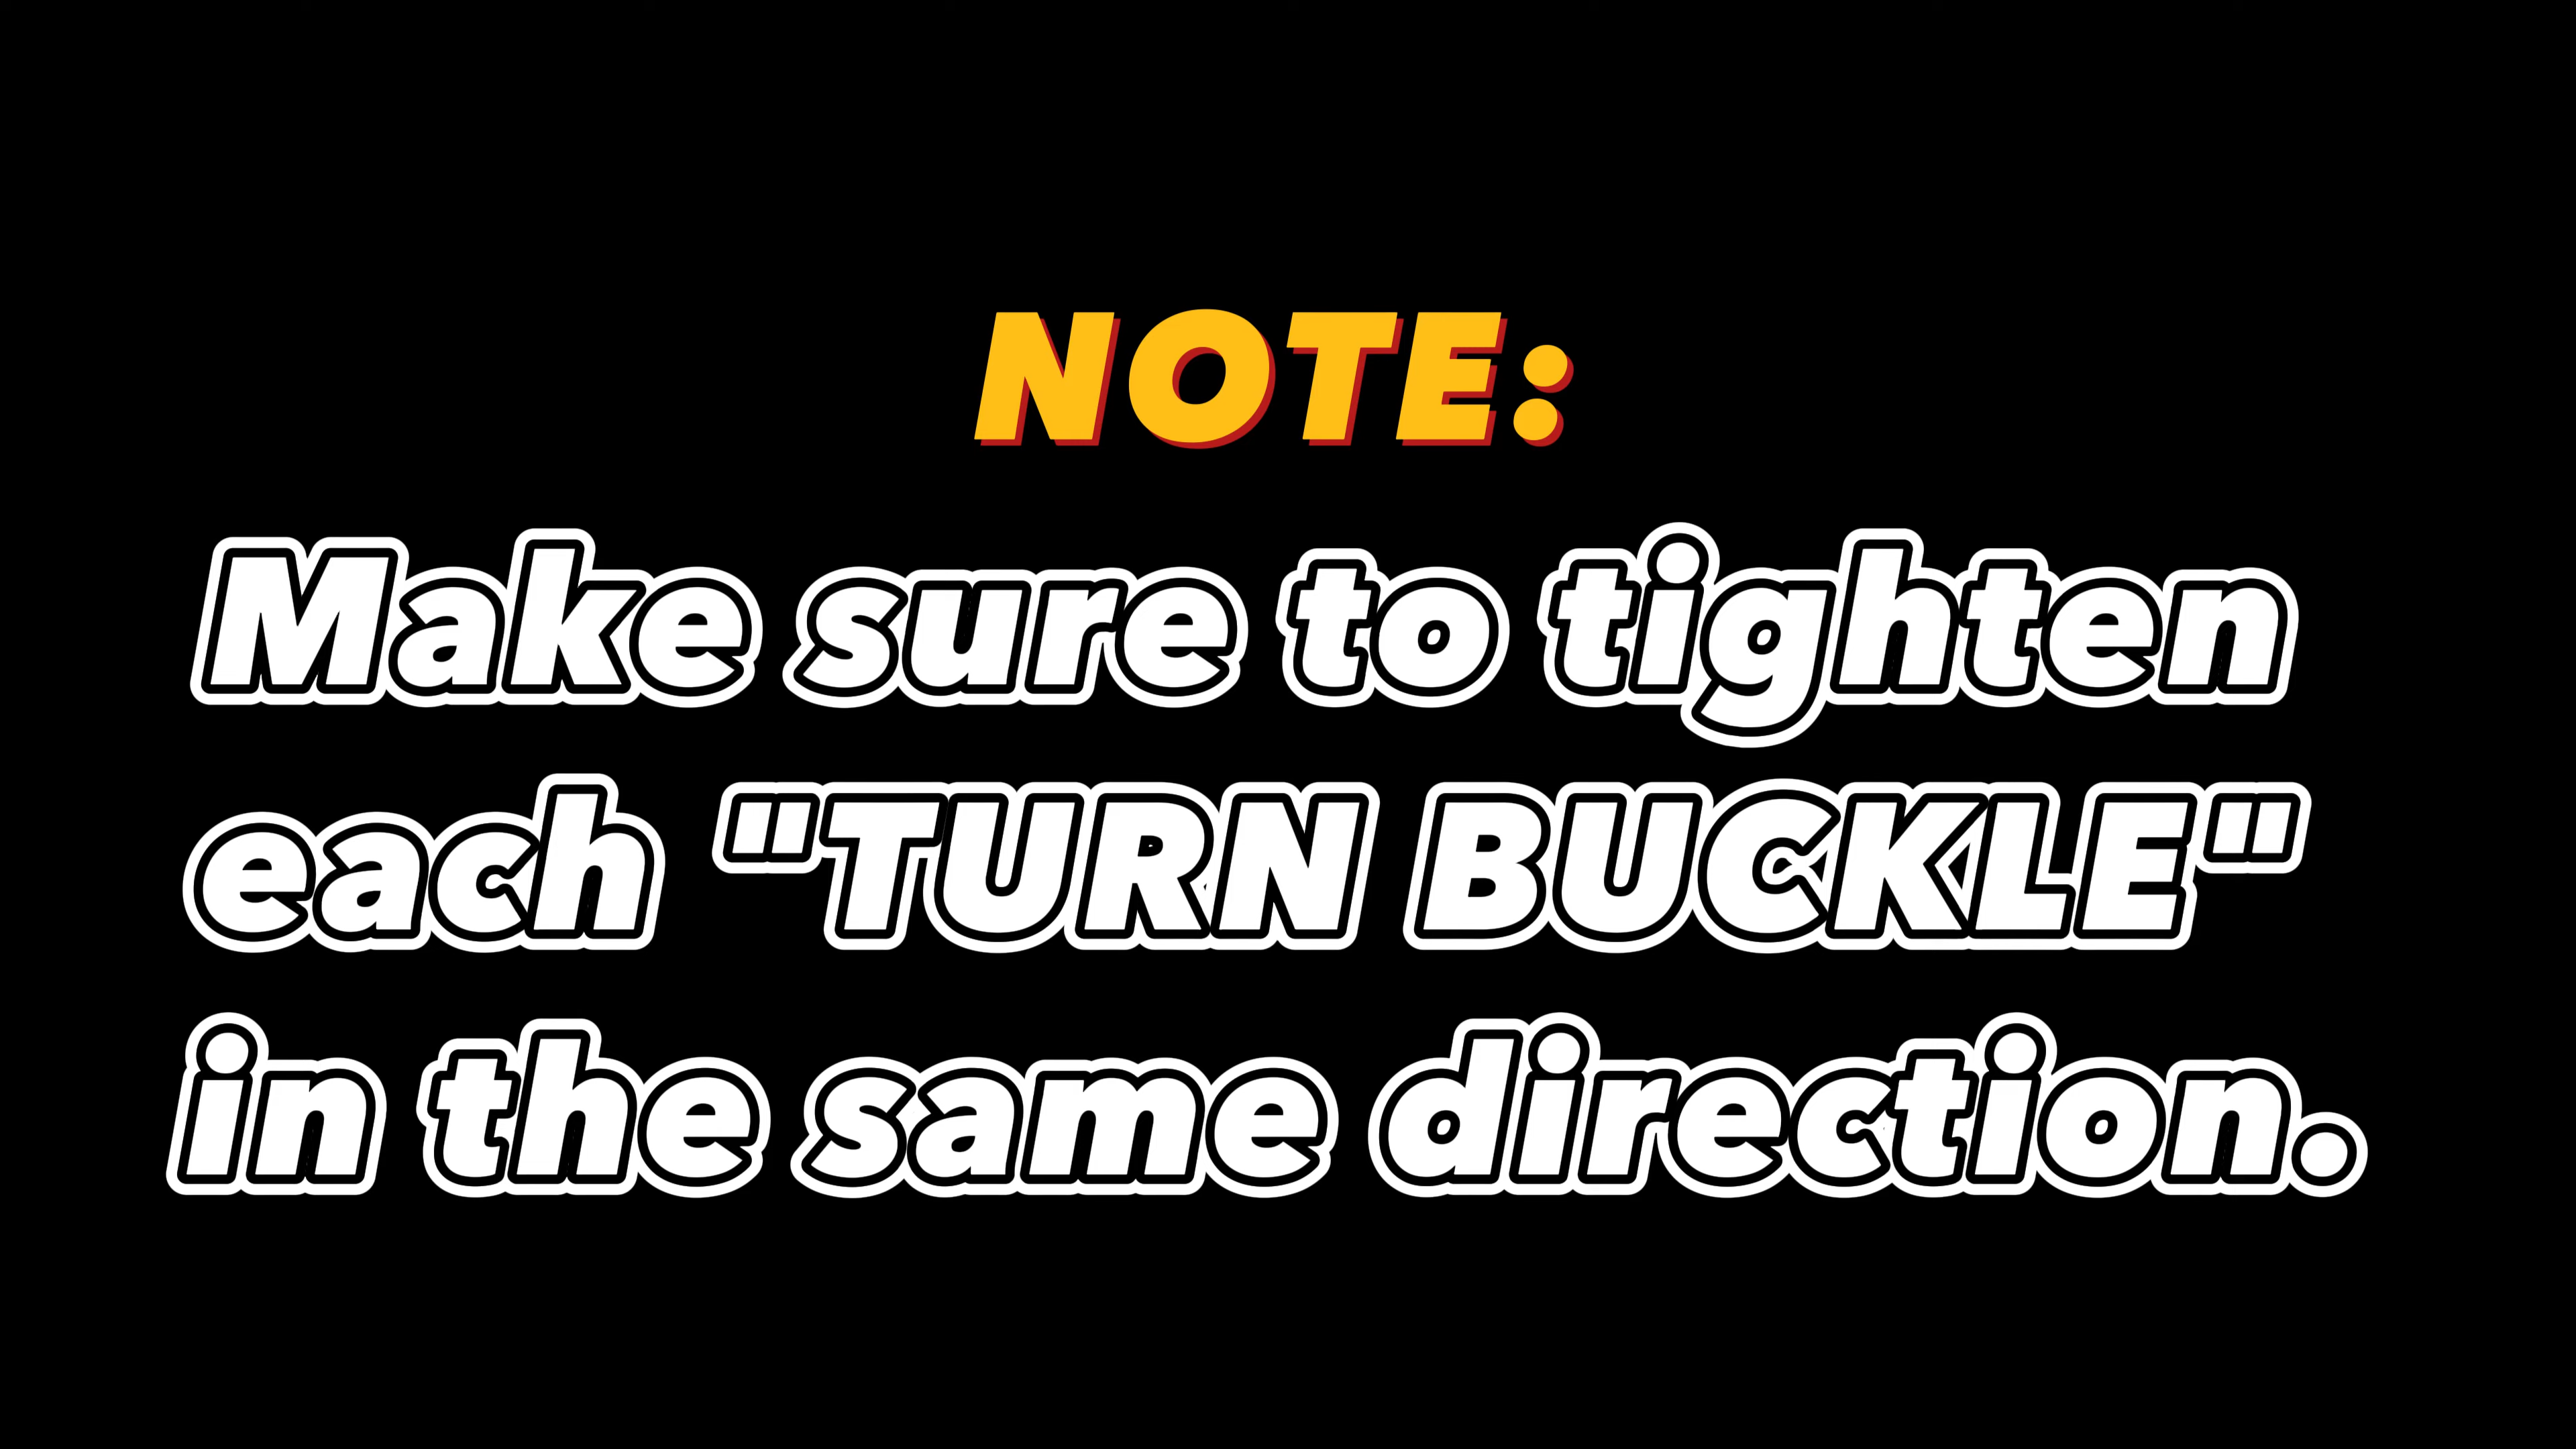 NOTE:
Make sure to tighten
each "TURN BUCKLE"
in the same direction.